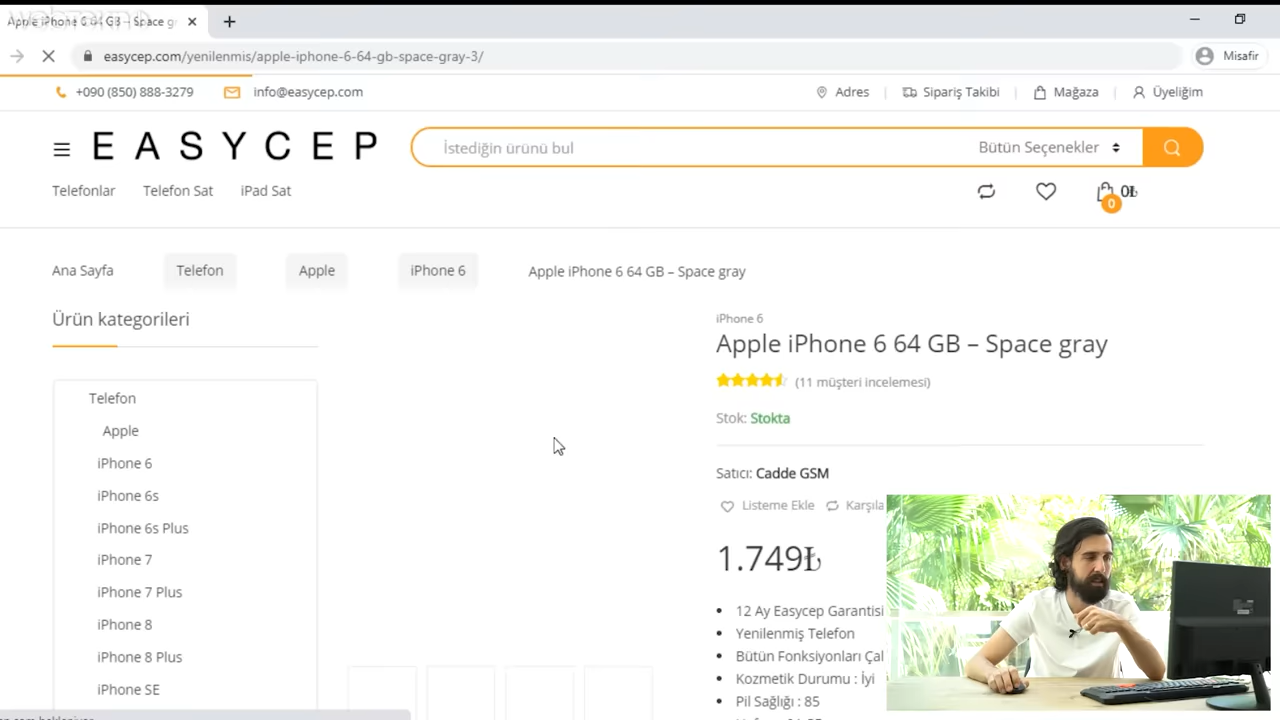 Apple iPhone 6 64 GB – Space gr
easycep.com/yenilenmis/apple-iphone-6-64-gb-space-gray-3/
Misafir
+090 (850) 888-3279
info@easycep.com
Adres
Sipariş Takibi
Mağaza
Üyeliğim
EASYCEP
İstediğin ürünü bul
Bütün Seçenekler
Telefonlar
Telefon Sat
iPad Sat
0
0₺
Ana Sayfa
Telefon
Apple
iPhone 6
Apple iPhone 6 64 GB – Space gray
Ürün kategorileri
Telefon
Apple
iPhone 6
iPhone 6s
iPhone 6s Plus
iPhone 7
iPhone 7 Plus
iPhone 8
iPhone 8 Plus
iPhone SE
iPhone 6
Apple iPhone 6 64 GB – Space gray
(11 müşteri incelemesi)
Stok: Stokta
Satıcı: Cadde GSM
Listeme Ekle
Karşıla
1.749₺
12 Ay Easycep Garantisi
Yenilenmiş Telefon
Bütün Fonksiyonları Çal
Kozmetik Durumu : İyi
Pil Sağlığı : 85